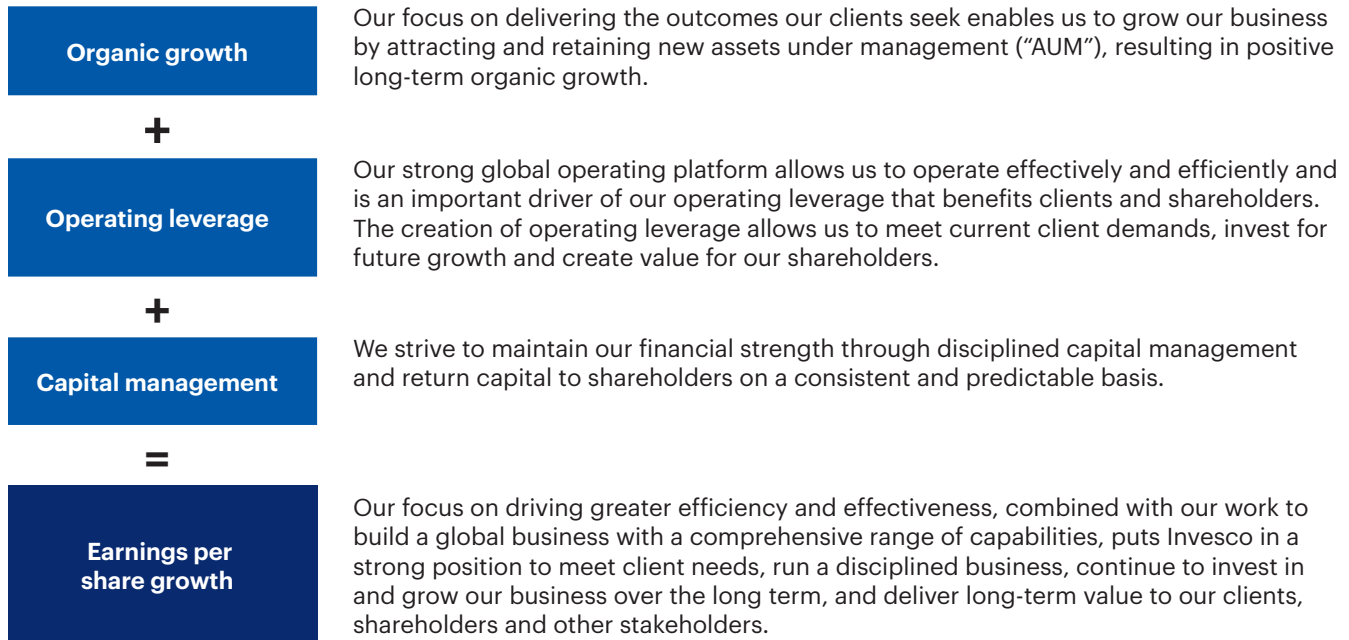 Organic growth
Our focus on delivering the outcomes our clients seek enables us to grow our business
by attracting and retaining new assets under management (“AUM”), resulting in positive
long-term organic growth.
+
Operating leverage
Our strong global operating platform allows us to operate effectively and efficiently and
is an important driver of our operating leverage that benefits clients and shareholders.
The creation of operating leverage allows us to meet current client demands, invest for
future growth and create value for our shareholders.
+
Capital management
We strive to maintain our financial strength through disciplined capital management
and return capital to shareholders on a consistent and predictable basis.
=
Earnings per
share growth
Our focus on driving greater efficiency and effectiveness, combined with our work to
build a global business with a comprehensive range of capabilities, puts Invesco in a
strong position to meet client needs, run a disciplined business, continue to invest in
and grow our business over the long term, and deliver long-term value to our clients,
shareholders and other stakeholders.